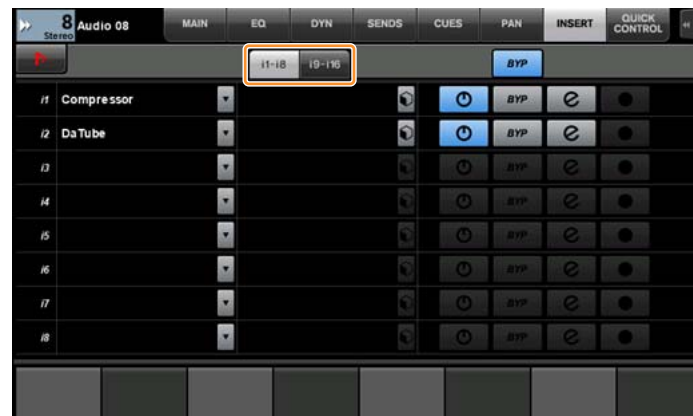 8 Audio 08 MAIN EQ DYN SENDS CUES PAN INSERT QUICK CONTROL
Stereo
i1-i8 i9-i16 BYP
i1 Compressor BYP e
i2 DaTube BYP e
i3 BYP e
i4 BYP e
i5 BYP e
i6 BYP e
i7 BYP e
i8 BYP e